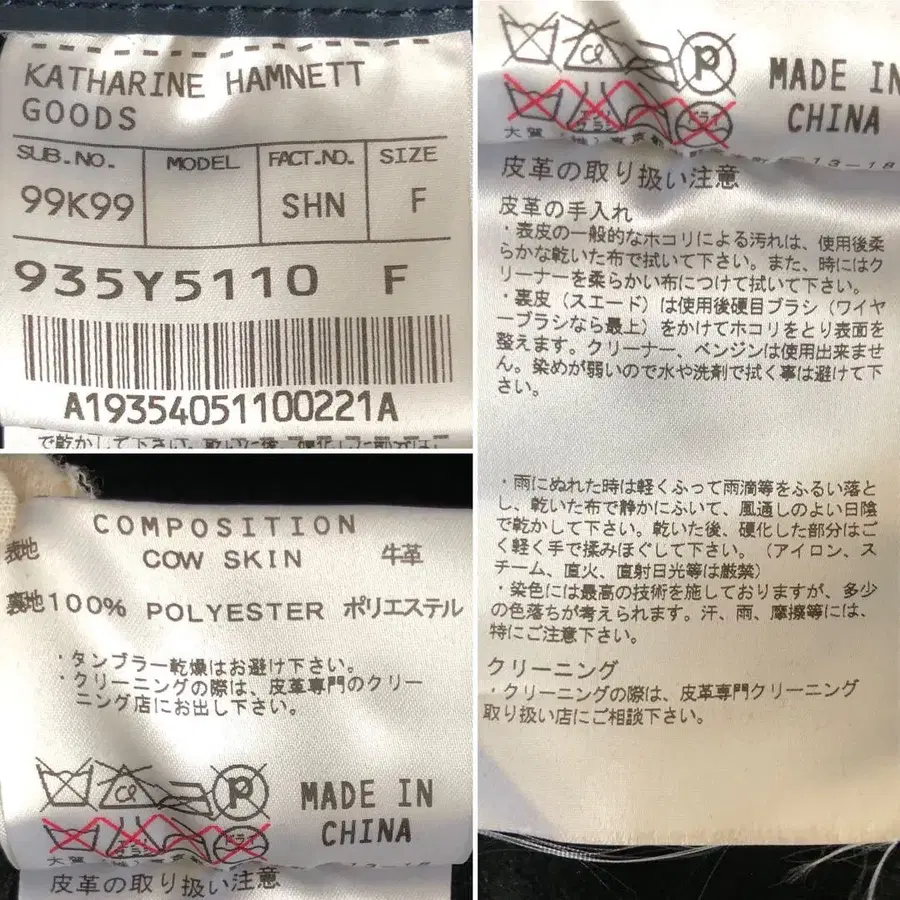 KATHARINE HAMNETT
GOODS
SUB.NO. MODEL FACT.NO. SIZE
99K99 SHN F
935Y5110 F
A19354051100221A
で乾かして下さい。
COMPOSITION
表地 COW SKIN 牛革
裏地 100% POLYESTER ポリエステル
・タンブラー乾燥はお避け下さい。
・クリーニングの際は、皮革専門のクリー
ニング店にお出し下さい。
P
MADE IN
CHINA
皮革の取り扱い注意
P
MADE IN
CHINA
皮革の取り扱い注意
皮革の手入れ
・表皮の一般的なホコリによる汚れは、使用後柔
らかな乾いた布で拭いて下さい。また、時にはク
リーナーを柔らかい布につけて拭いて下さい。
・裏皮（スエード）は使用後硬目ブラシ（ワイヤ
ーブラシなら最上）をかけてホコリをとり表面を
整えます。クリーナー、ベンジンは使用出来ませ
ん。染めが弱いので水や洗剤で拭く事は避けて下
さい。
・雨にぬれた時は軽くふって雨滴等をふるい落と
し、乾いた布で静かにふいて、風通しのよい日陰
で乾かして下さい。乾いた後、硬化した部分はご
く軽く手で揉みほぐして下さい。（アイロン、ス
チーム、直火、直射日光等は厳禁）
・染色には最高の技術を施しておりますが、多少
の色落ちが考えられます。汗、雨、摩擦等には、
特にご注意下さい。
クリーニング
・クリーニングの際は、皮革専門クリーニング
取り扱い店にご相談下さい。